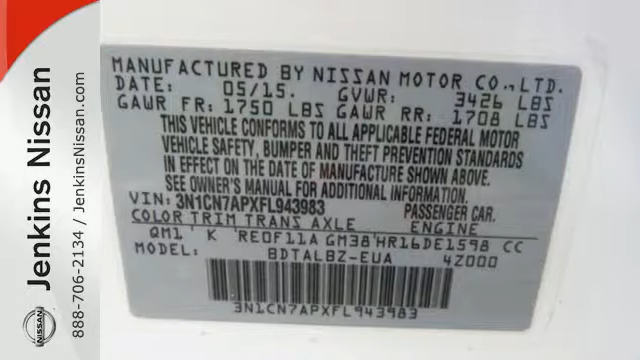 MANUFACTURED BY NISSAN MOTOR CO., LTD.
DATE: 05/15. GVWR: 3426 LBS
GAWR FR: 1750 LBS GAWR RR: 1708 LBS
THIS VEHICLE CONFORMS TO ALL APPLICABLE FEDERAL MOTOR
VEHICLE SAFETY, BUMPER AND THEFT PREVENTION STANDARDS
IN EFFECT ON THE DATE OF MANUFACTURE SHOWN ABOVE.
SEE OWNER'S MANUAL FOR ADDITIONAL INFORMATION.
VIN: 3N1CN7APXFL943983 PASSENGER CAR.
COLOR TRIM TRANS AXLE ENGINE
QM1 K RE0F11A GM38 HR16DE1598 CC
MODEL: BDTALBZ-EUA 4Z000
3N1CN7APXFL943983
Jenkins Nissan
888-706-2134 / JenkinsNissan.com
NISSAN